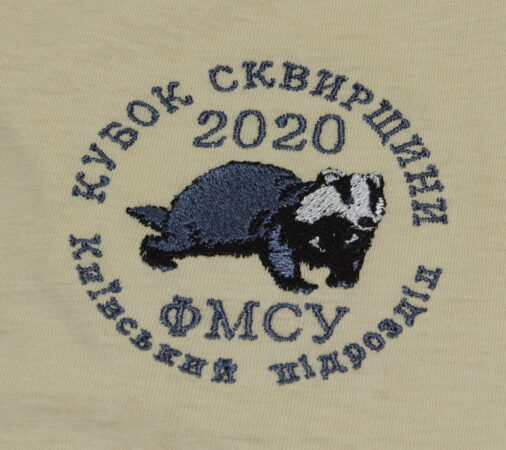 КУБОК СКВИРЩИНИ
2020
ФМСУ
Київський підрозділ